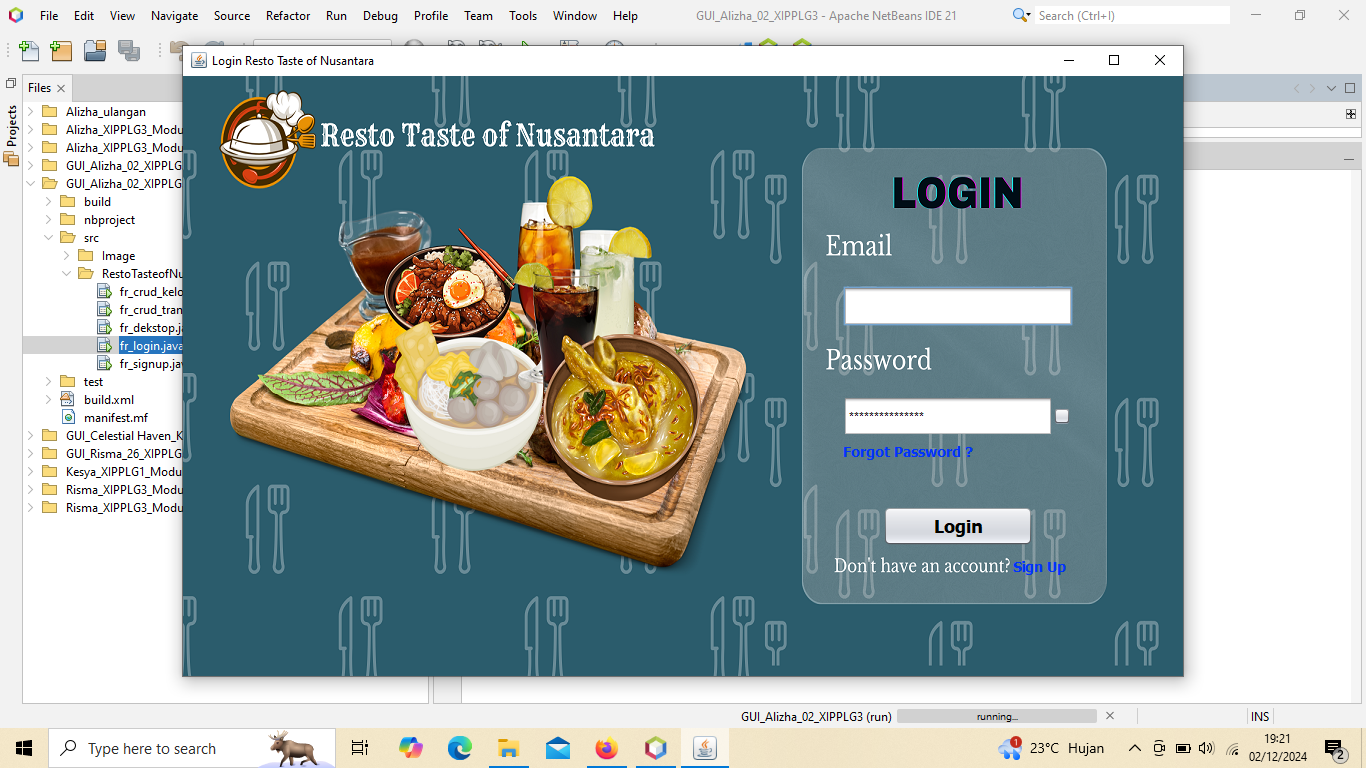 File Edit View Navigate Source Refactor Run Debug Profile Team Tools Window Help
GUI_Alizha_02_XIPPLG3 - Apache NetBeans IDE 21
Search (Ctrl+I)
Login Resto Taste of Nusantara
Files
Projects
Alizha_ulangan
Alizha_XIPPLG3_Modu
Alizha_XIPPLG3_Modu
GUI_Alizha_02_XIPPLG
GUI_Alizha_02_XIPPLG
build
nbproject
src
Image
RestoTasteofNu
fr_crud_kelo
fr_crud_tran
fr_dekstop.ja
fr_login.java
fr_signup.jav
test
build.xml
manifest.mf
GUI_Celestial Haven_K
GUI_Risma_26_XIPPLG
Kesya_XIPPLG1_Modu
Risma_XIPPLG3_Modu
Risma_XIPPLG3_Modu
Resto Taste of Nusantara
LOGIN
Email
Password
***************
Forgot Password ?
Login
Don't have an account? Sign Up
GUI_Alizha_02_XIPPLG3 (run)
running...
INS
Type here to search
1
23°C Hujan
19:21
02/12/2024
2